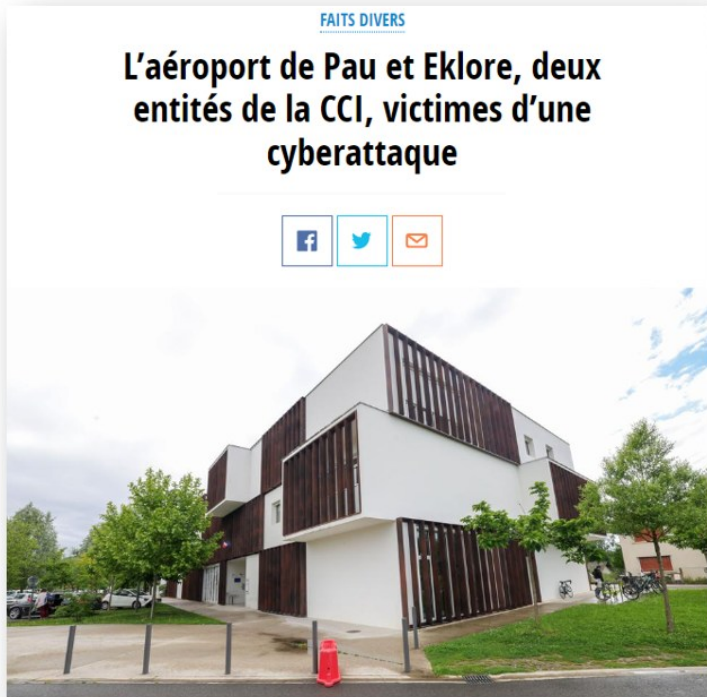 FAITS DIVERS
L’aéroport de Pau et Eklore, deux
entités de la CCI, victimes d’une
cyberattaque